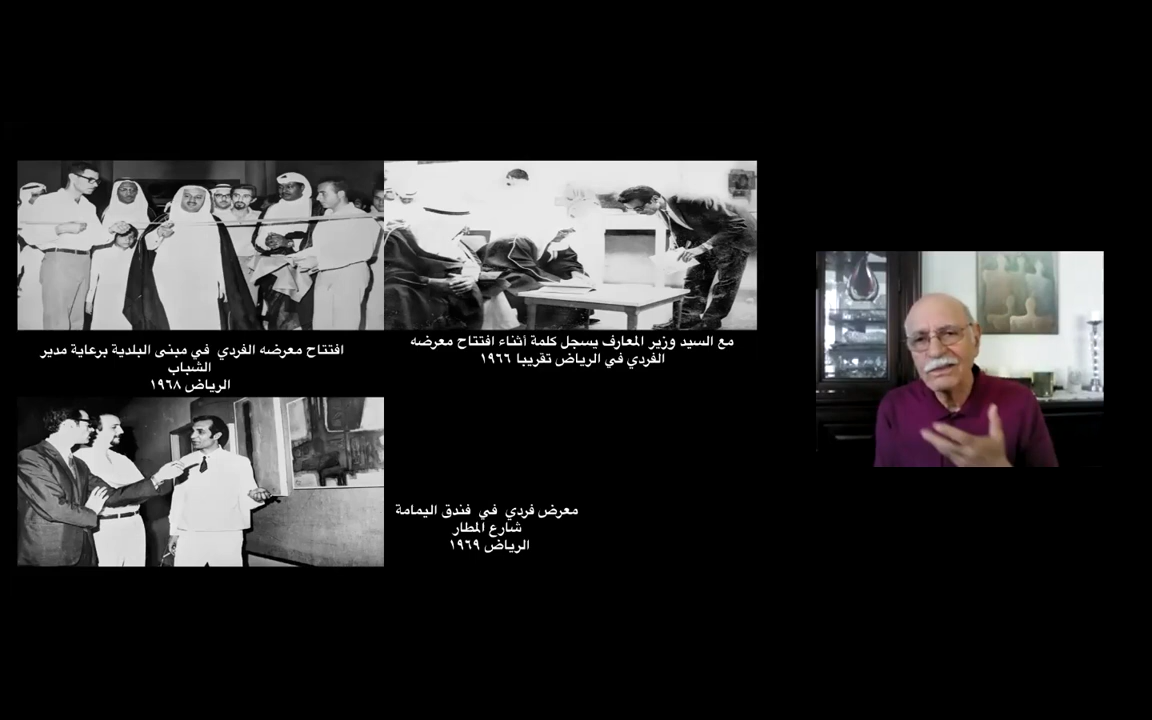 افتتاح معرضه الفردي في مبنى البلدية برعاية مدير
الشباب
الرياض ١٩٦٨
مع السيد وزير المعارف يسجل كلمة أثناء افتتاح معرضه
الفردي في الرياض تقريبا ١٩٦٦
معرض فردي في فندق اليمامة
شارع المطار
الرياض ١٩٦٩